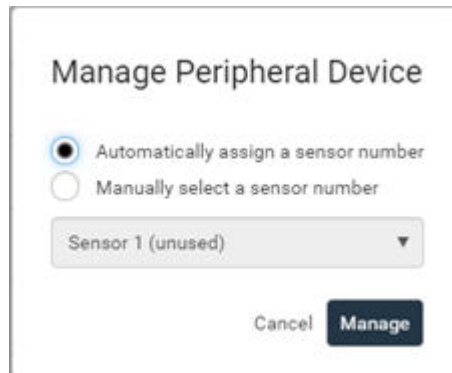 Manage Peripheral Device
Automatically assign a sensor number
Manually select a sensor number
Sensor 1 (unused)
Cancel Manage